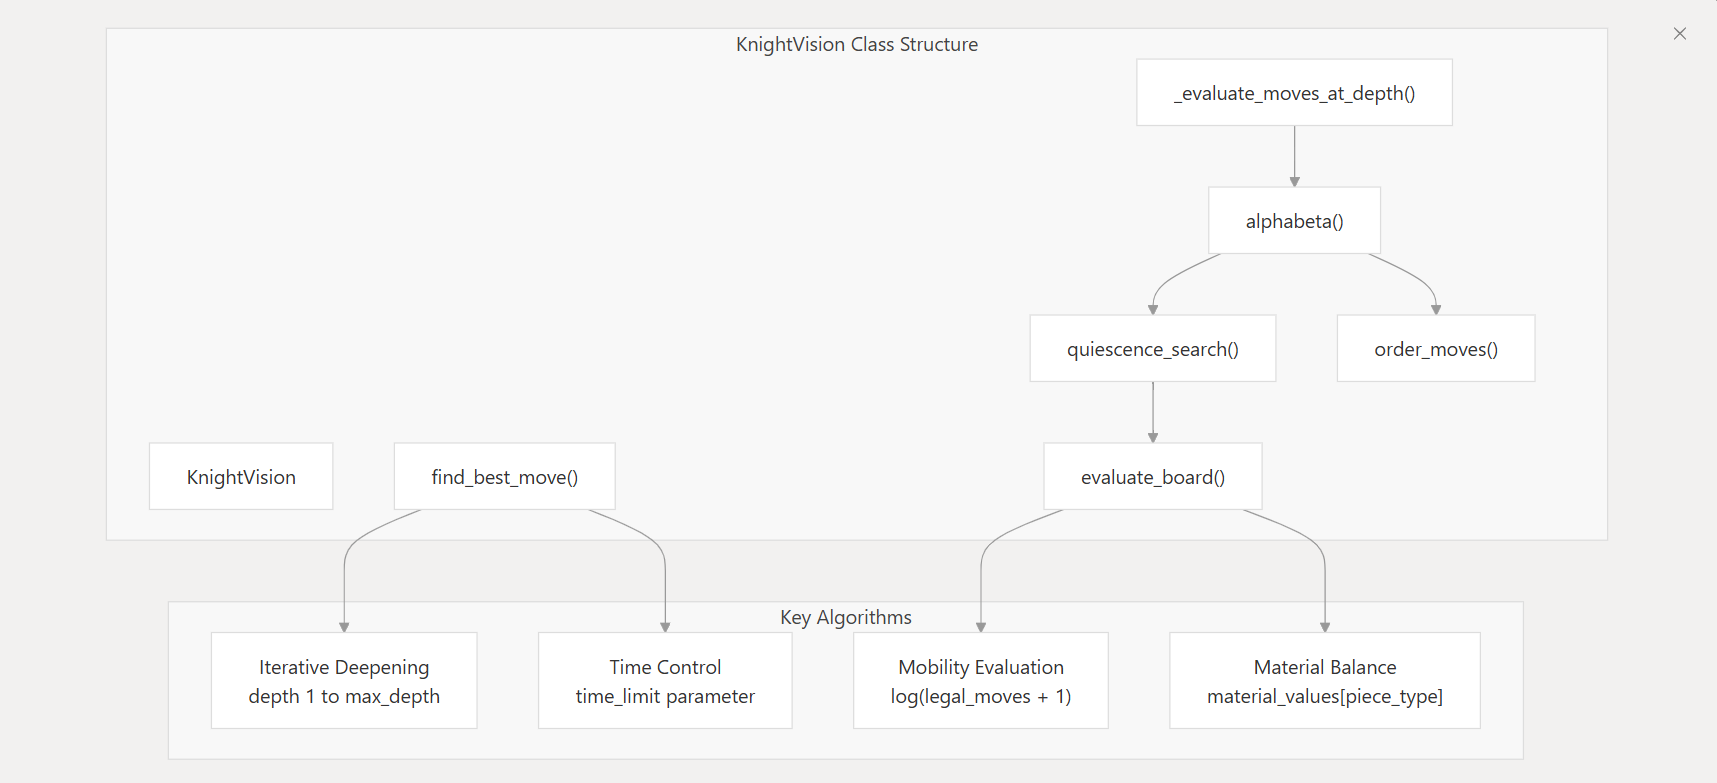 KnightVision Class Structure
_evaluate_moves_at_depth()
alphabeta()
quiescence_search()
order_moves()
KnightVision
find_best_move()
evaluate_board()
Key Algorithms
Iterative Deepening
depth 1 to max_depth
Time Control
time_limit parameter
Mobility Evaluation
log(legal_moves + 1)
Material Balance
material_values[piece_type]